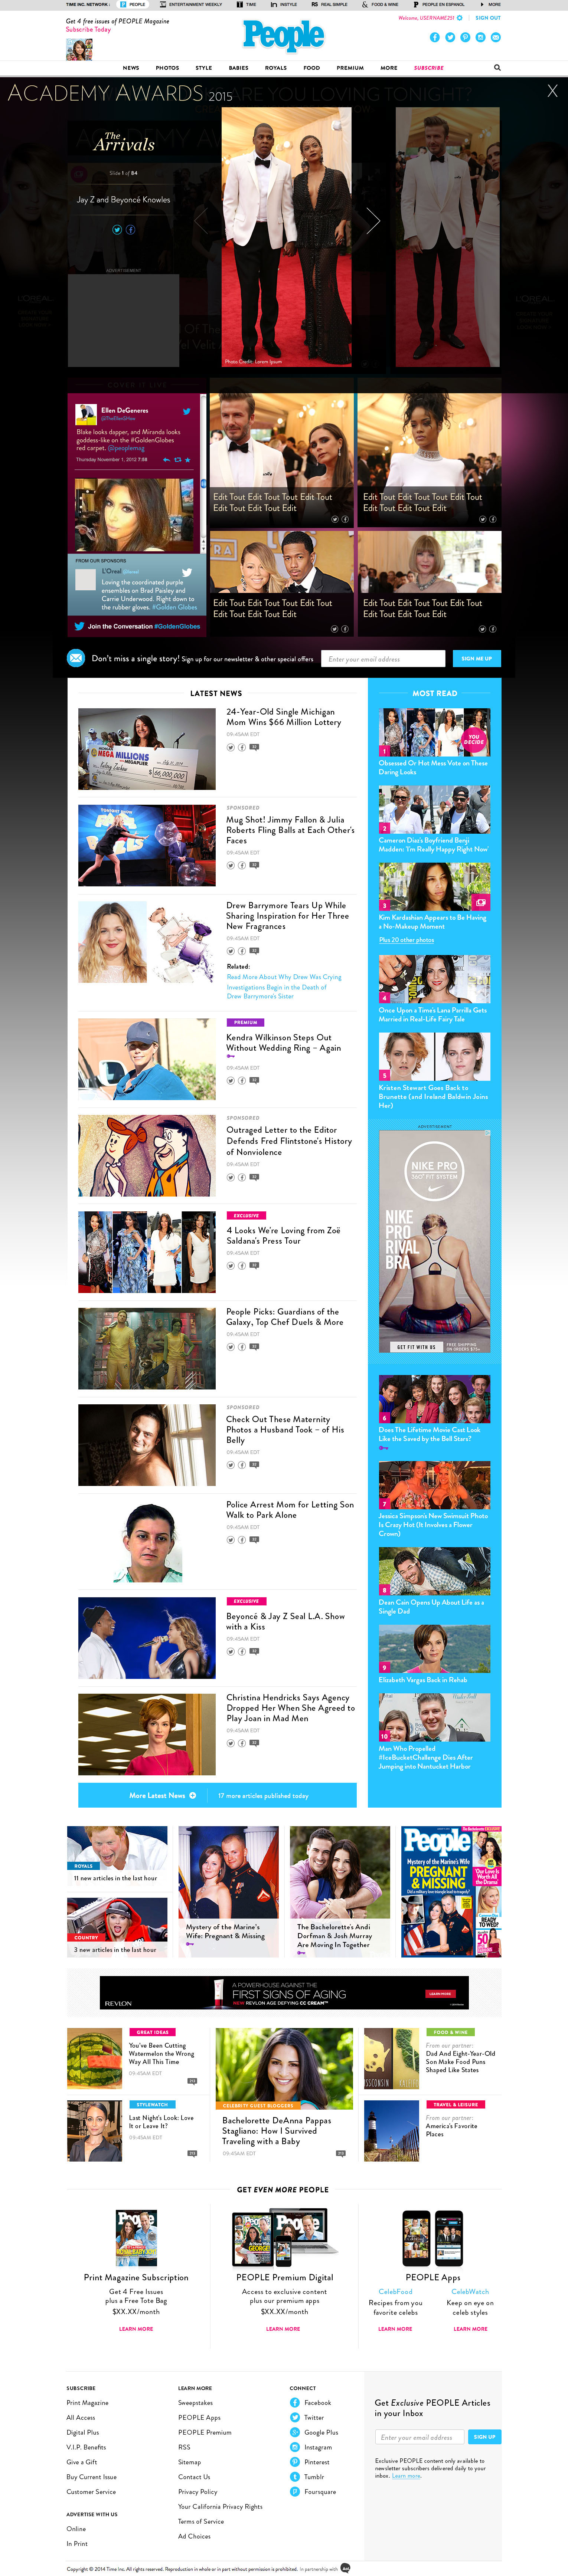 TIME INC. NETWORK : PEOPLE ENTERTAINMENT WEEKLY TIME INSTYLE REAL SIMPLE FOOD & WINE PEOPLE EN ESPAÑOL MORE
Get 4 free issues of PEOPLE Magazine
Subscribe Today
People
Welcome, USERNAME251
SIGN OUT
NEWS PHOTOS STYLE BABIES ROYALS FOOD PREMIUM MORE SUBSCRIBE
ACADEMY AWARDS 2015
X
The Arrivals
Slide 1 of 84
Jay Z and Beyoncé Knowles
ADVERTISEMENT
Photo Credit: Lorem Ipsum
COVER IT LIVE
Ellen DeGeneres
@TheEllenShow
Blake looks dapper, and Miranda looks
goddess-like on the #GoldenGlobes
red carpet. @peoplemag
Thursday November 1, 2012 7:58
FROM OUR SPONSORS
L'Oreal @loreal
Loving the coordinated purple
ensembles on Brad Paisley and
Carrie Underwood. Right down to
the rubber gloves. #Golden Globes
Join the Conversation #GoldenGlobes
Edit Tout Edit Tout Tout Edit Tout
Edit Tout Edit Tout Edit
Edit Tout Edit Tout Tout Edit Tout
Edit Tout Edit Tout Edit
Edit Tout Edit Tout Tout Edit Tout
Edit Tout Edit Tout Edit
Edit Tout Edit Tout Tout Edit Tout
Edit Tout Edit Tout Edit
Don't miss a single story! Sign up for our newsletter & other special offers
Enter your email address
SIGN ME UP
LATEST NEWS
24-Year-Old Single Michigan
Mom Wins $66 Million Lottery
09:45AM EDT
SPONSORED
Mug Shot! Jimmy Fallon & Julia
Roberts Fling Balls at Each Other's
Faces
09:45AM EDT
Drew Barrymore Tears Up While
Sharing Inspiration for Her Three
New Fragrances
09:45AM EDT
Related:
Read More About Why Drew Was Crying
Investigations Begin in the Death of
Drew Barrymore's Sister
PREMIUM
Kendra Wilkinson Steps Out
Without Wedding Ring – Again
09:45AM EDT
SPONSORED
Outraged Letter to the Editor
Defends Fred Flintstone's History
of Nonviolence
09:45AM EDT
EXCLUSIVE
4 Looks We're Loving from Zoë
Saldana's Press Tour
09:45AM EDT
People Picks: Guardians of the
Galaxy, Top Chef Duels & More
09:45AM EDT
SPONSORED
Check Out These Maternity
Photos a Husband Took – of His
Belly
09:45AM EDT
Police Arrest Mom for Letting Son
Walk to Park Alone
09:45AM EDT
EXCLUSIVE
Beyoncé & Jay Z Seal L.A. Show
with a Kiss
09:45AM EDT
Christina Hendricks Says Agency
Dropped Her When She Agreed to
Play Joan in Mad Men
09:45AM EDT
More Latest News
17 more articles published today
MOST READ
YOU DECIDE
1
Obsessed Or Hot Mess Vote on These
Daring Looks
2
Cameron Diaz's Boyfriend Benji
Madden: 'I'm Really Happy Right Now'
3
Kim Kardashian Appears to Be Having
a No-Makeup Moment
Plus 20 other photos
4
Once Upon a Time's Lana Parrilla Gets
Married in Real-Life Fairy Tale
5
Kristen Stewart Goes Back to
Brunette (and Ireland Baldwin Joins
Her)
ADVERTISEMENT
NIKE PRO
360° FIT SYSTEM
NIKE
PRO
RIVAL
BRA
GET FIT WITH US
FREE SHIPPING
ON ORDERS $75+
6
Does The Lifetime Movie Cast Look
Like the Saved by the Bell Stars?
7
Jessica Simpson's New Swimsuit Photo
Is Crazy Hot (It Involves a Flower
Crown)
8
Dean Cain Opens Up About Life as a
Single Dad
9
Elizabeth Vargas Back in Rehab
10
Man Who Propelled
#IceBucketChallenge Dies After
Jumping into Nantucket Harbor
ROYALS
11 new articles in the last hour
COUNTRY
3 new articles in the last hour
Mystery of the Marine's
Wife: Pregnant & Missing
The Bachelorette's Andi
Dorfman & Josh Murray
Are Moving In Together
People
Mystery of the Marine's Wife
PREGNANT
& MISSING
REVLON
A POWERHOUSE AGAINST THE
FIRST SIGNS OF AGING
NEW REVLON AGE DEFYING CC CREAM™
LEARN MORE
GREAT IDEAS
You've Been Cutting
Watermelon the Wrong
Way All This Time
09:45AM EDT
STYLEWATCH
Last Night's Look: Love
It or Leave It?
09:45AM EDT
CELEBRITY GUEST BLOGGERS
Bachelorette DeAnna Pappas
Stagliano: How I Survived
Traveling with a Baby
09:45AM EDT
FOOD & WINE
From our partner:
Dad And Eight-Year-Old
Son Make Food Puns
Shaped Like States
TRAVEL & LEISURE
From our partner:
America's Favorite
Places
GET EVEN MORE PEOPLE
Print Magazine Subscription
Get 4 Free Issues
plus a Free Tote Bag
$XX.XX/month
LEARN MORE
PEOPLE Premium Digital
Access to exclusive content
plus our premium apps
$XX.XX/month
LEARN MORE
PEOPLE Apps
CelebFood
Recipes from you
favorite celebs
LEARN MORE
CelebWatch
Keep on eye on
celeb styles
LEARN MORE
SUBSCRIBE
Print Magazine
All Access
Digital Plus
V.I.P. Benefits
Give a Gift
Buy Current Issue
Customer Service
ADVERTISE WITH US
Online
In Print
LEARN MORE
Sweepstakes
PEOPLE Apps
PEOPLE Premium
RSS
Sitemap
Contact Us
Privacy Policy
Your California Privacy Rights
Terms of Service
Ad Choices
CONNECT
Facebook
Twitter
Google Plus
Instagram
Pinterest
Tumblr
Foursquare
Get Exclusive PEOPLE Articles
in your Inbox
Enter your email address
SIGN UP
Exclusive PEOPLE content only available to
newsletter subscribers delivered daily to your
inbox. Learn more.
Copyright © 2014 Time Inc. All rights reserved. Reproduction in whole or in part without permission is prohibited. In partnership with